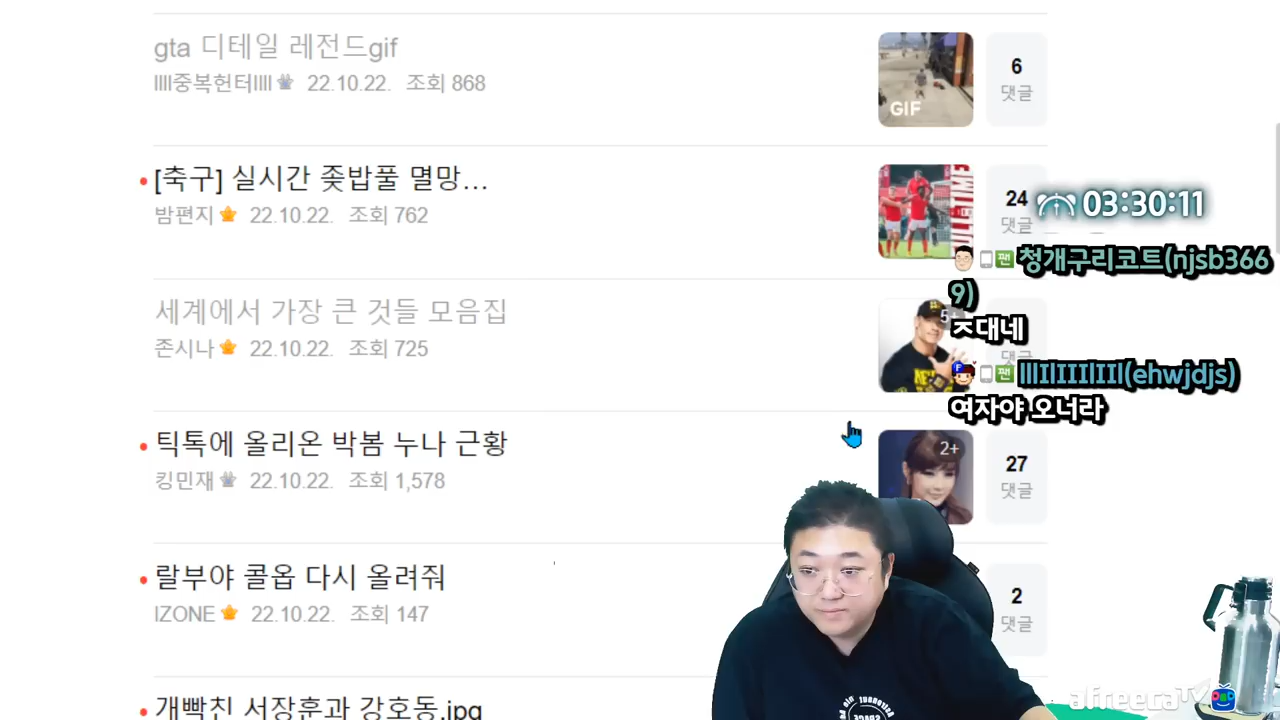 gta 디테일 레전드gif
llll중복헌터llll 22.10.22. 조회 868
GIF
6
댓글
[축구] 실시간 좆밥풀 멸망...
밤편지 22.10.22. 조회 762
24
댓글
03:30:11
팬 청개구리코트(njsb366
9)
ㅈ대네
세계에서 가장 큰 것들 모음집
존시나 22.10.22. 조회 725
5+
댓글
여자야 오너라
틱톡에 올리온 박봄 누나 근황
킹민재 22.10.22. 조회 1,578
2+
27
댓글
랄부야 콜옵 다시 올려줘
IZONE 22.10.22. 조회 147
2
댓글
개빡친 서장훈과 강호동.jpg
afreecaTV